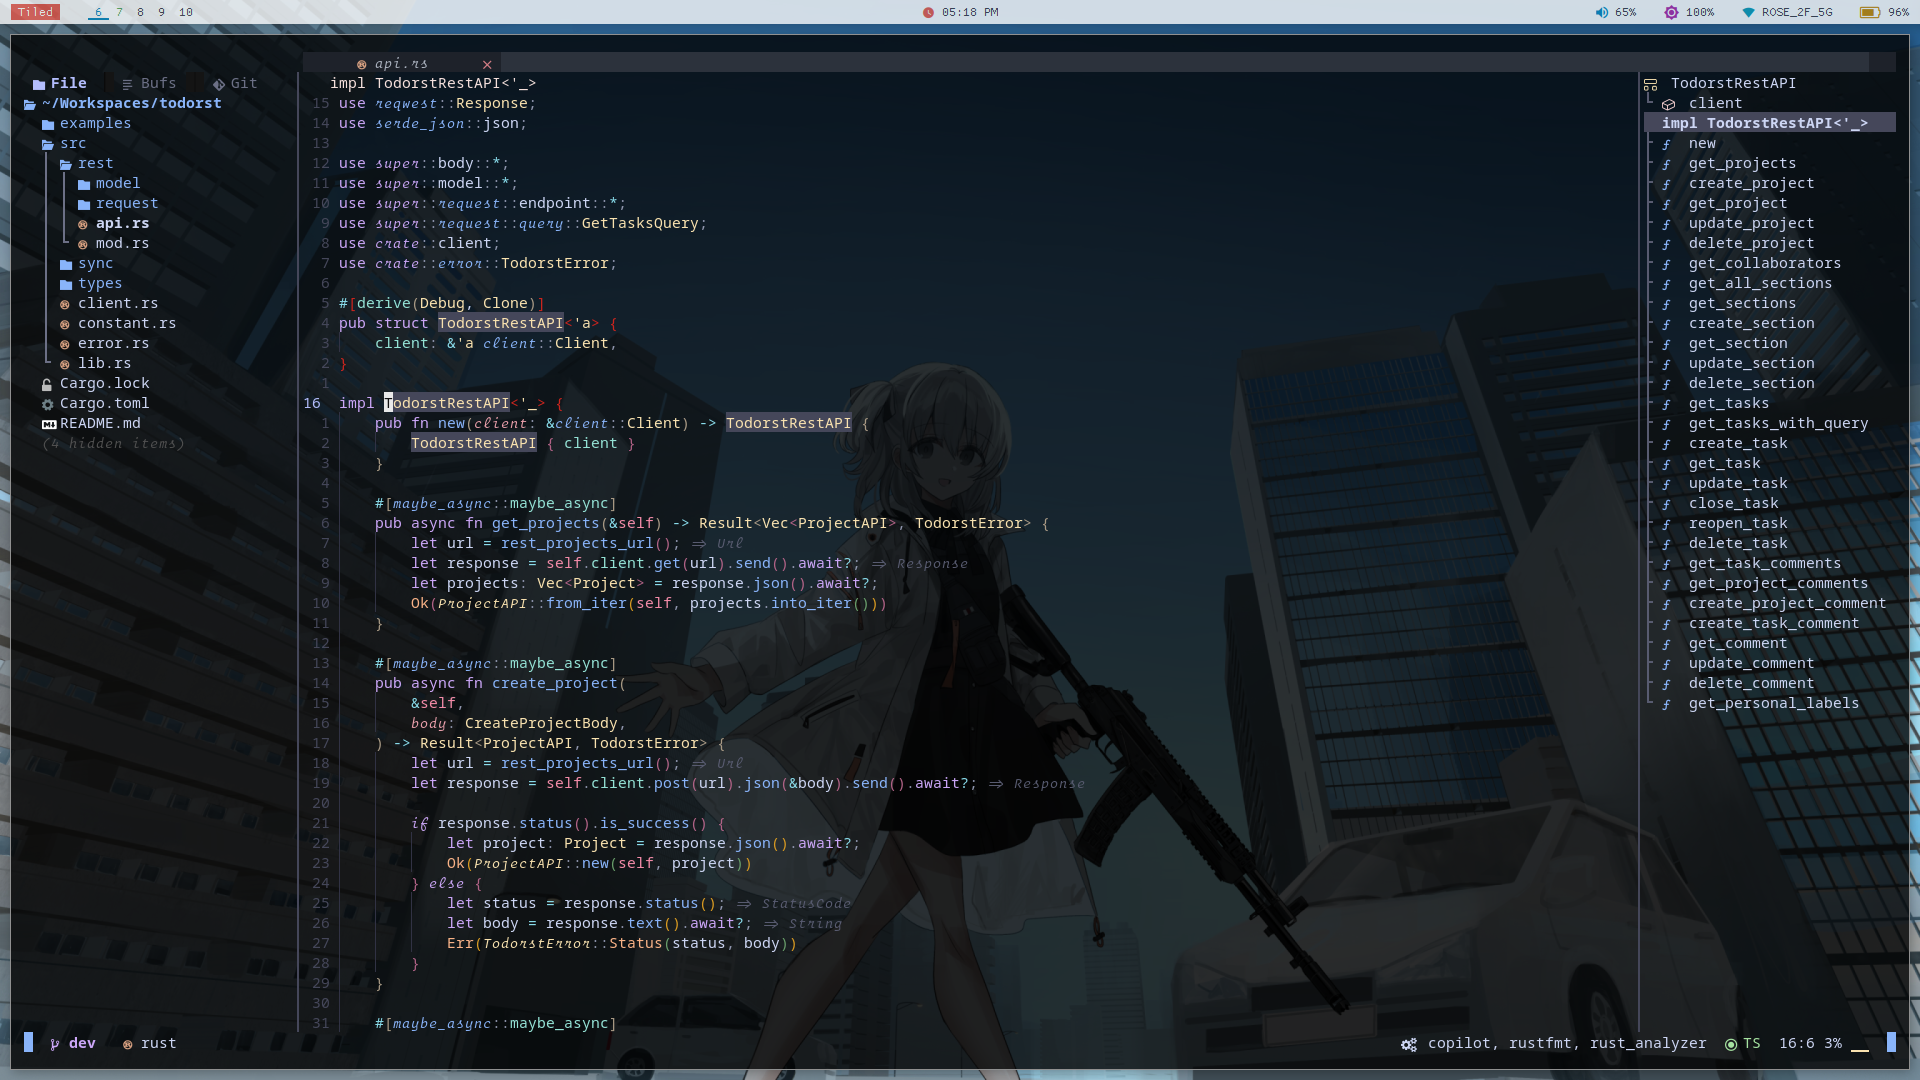 Tiled 6 7 8 9 10 05:18 PM 65% 100% ROSE_2F_5G 96%
api.rs
File Bufs Git
~/Workspaces/todorst
examples
src
rest
model
request
api.rs
mod.rs
sync
types
client.rs
constant.rs
error.rs
lib.rs
Cargo.lock
Cargo.toml
README.md
(4 hidden items)
impl TodorstRestAPI<'_>
15 use reqwest::Response;
14 use serde_json::json;
13
12 use super::body::*;
11 use super::model::*;
10 use super::request::endpoint::*;
9 use super::request::query::GetTasksQuery;
8 use crate::client;
7 use crate::error::TodorstError;
6
5 #[derive(Debug, Clone)]
4 pub struct TodorstRestAPI<'a> {
3 client: &'a client::Client,
2 }
1
16 impl TodorstRestAPI<'_> {
1 pub fn new(client: &client::Client) -> TodorstRestAPI {
2 TodorstRestAPI { client }
3 }
4
5 #[maybe_async::maybe_async]
6 pub async fn get_projects(&self) -> Result<Vec<ProjectAPI>, TodorstError> {
7 let url = rest_projects_url(); => Url
8 let response = self.client.get(url).send().await?; => Response
9 let projects: Vec<Project> = response.json().await?;
10 Ok(ProjectAPI::from_iter(self, projects.into_iter()))
11 }
12
13 #[maybe_async::maybe_async]
14 pub async fn create_project(
15 &self,
16 body: CreateProjectBody,
17 ) -> Result<ProjectAPI, TodorstError> {
18 let url = rest_projects_url(); => Url
19 let response = self.client.post(url).json(&body).send().await?; => Response
20
21 if response.status().is_success() {
22 let project: Project = response.json().await?;
23 Ok(ProjectAPI::new(self, project))
24 } else {
25 let status = response.status(); => StatusCode
26 let body = response.text().await?; => String
27 Err(TodorstError::Status(status, body))
28 }
29 }
30
31 #[maybe_async::maybe_async]
TodorstRestAPI
client
impl TodorstRestAPI<'_>
f new
f get_projects
f create_project
f get_project
f update_project
f delete_project
f get_collaborators
f get_all_sections
f get_sections
f create_section
f get_section
f update_section
f delete_section
f get_tasks
f get_tasks_with_query
f create_task
f get_task
f update_task
f close_task
f reopen_task
f delete_task
f get_task_comments
f get_project_comments
f create_project_comment
f create_task_comment
f get_comment
f update_comment
f delete_comment
f get_personal_labels
dev rust copilot, rustfmt, rust_analyzer TS 16:6 3%